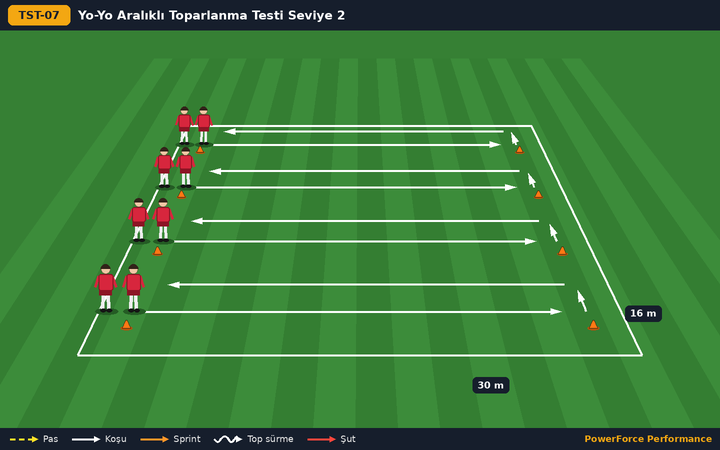 TST-07 Yo-Yo Aralıklı Toparlanma Testi Seviye 2
16 m
30 m
Pas Koşu Sprint Top sürme Şut PowerForce Performance